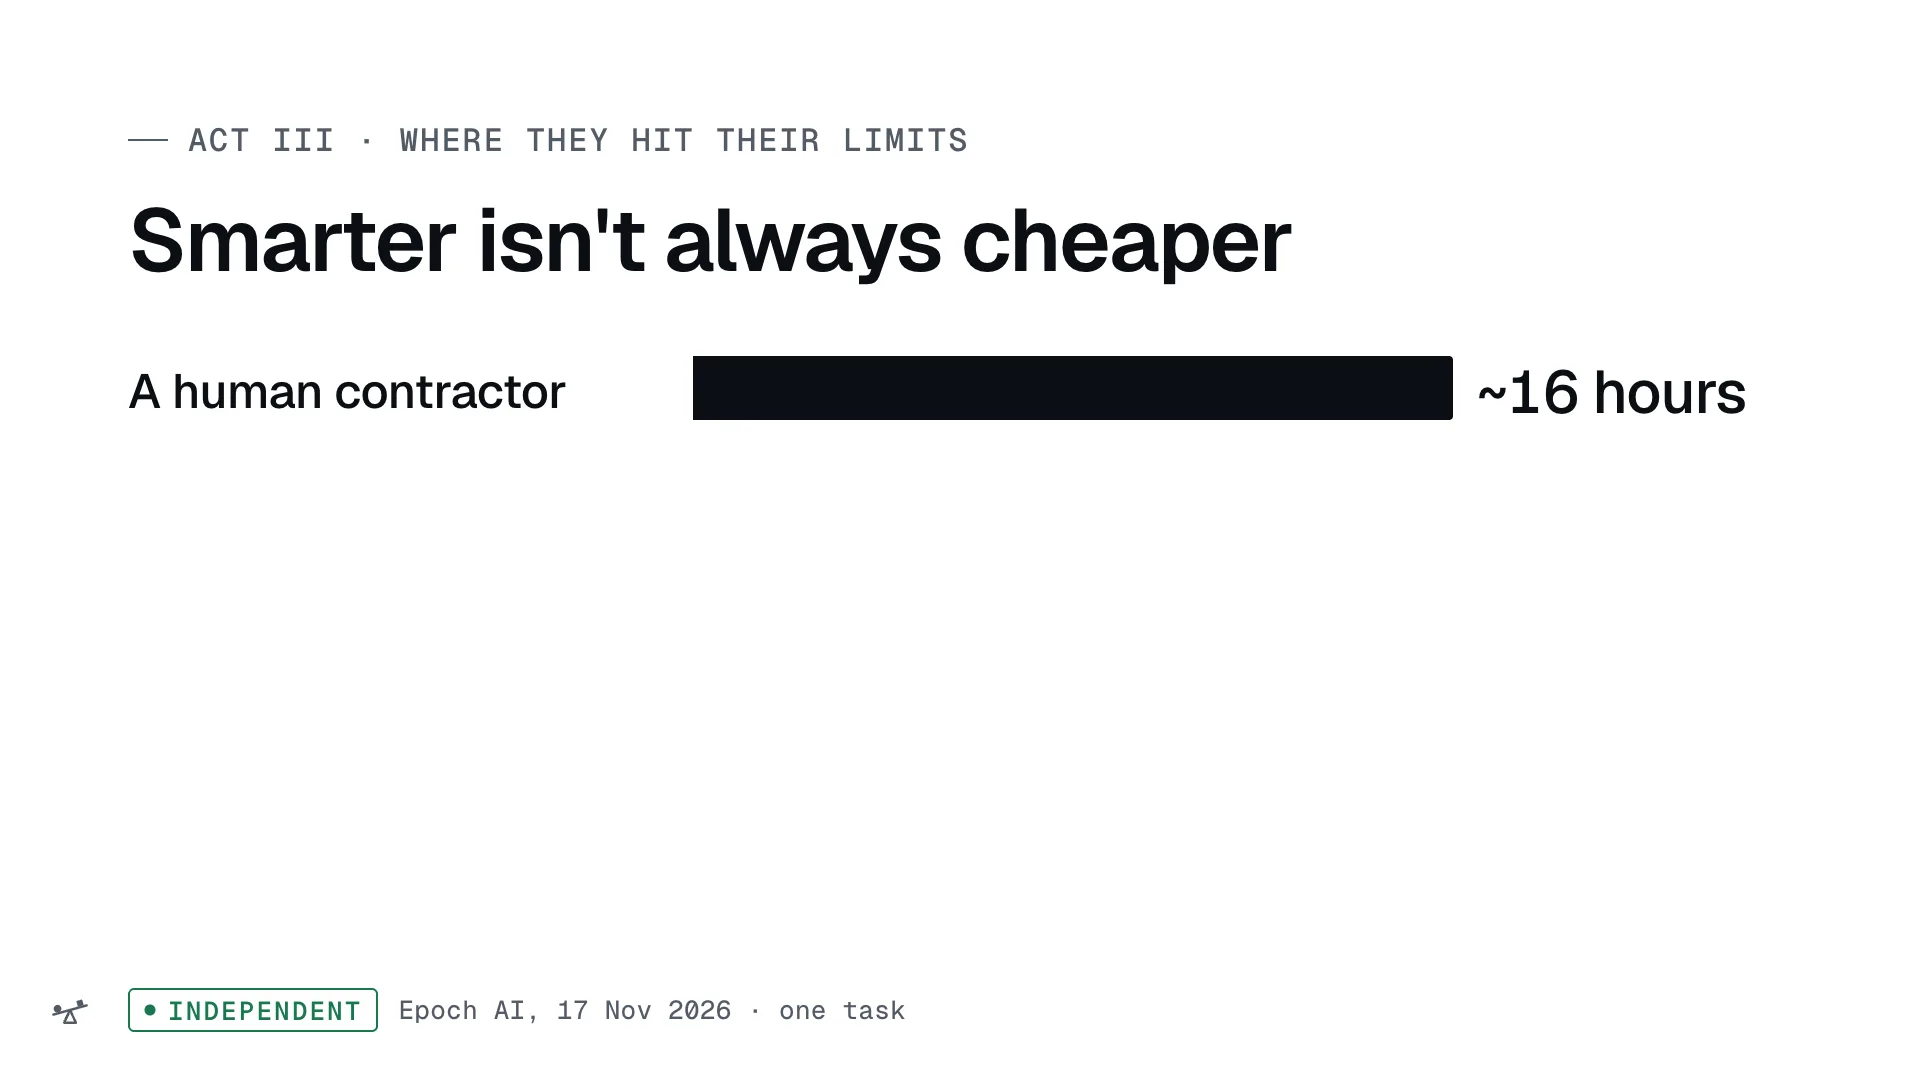 ACT III · WHERE THEY HIT THEIR LIMITS
Smarter isn't always cheaper
A human contractor ~16 hours
INDEPENDENT Epoch AI, 17 Nov 2026 · one task